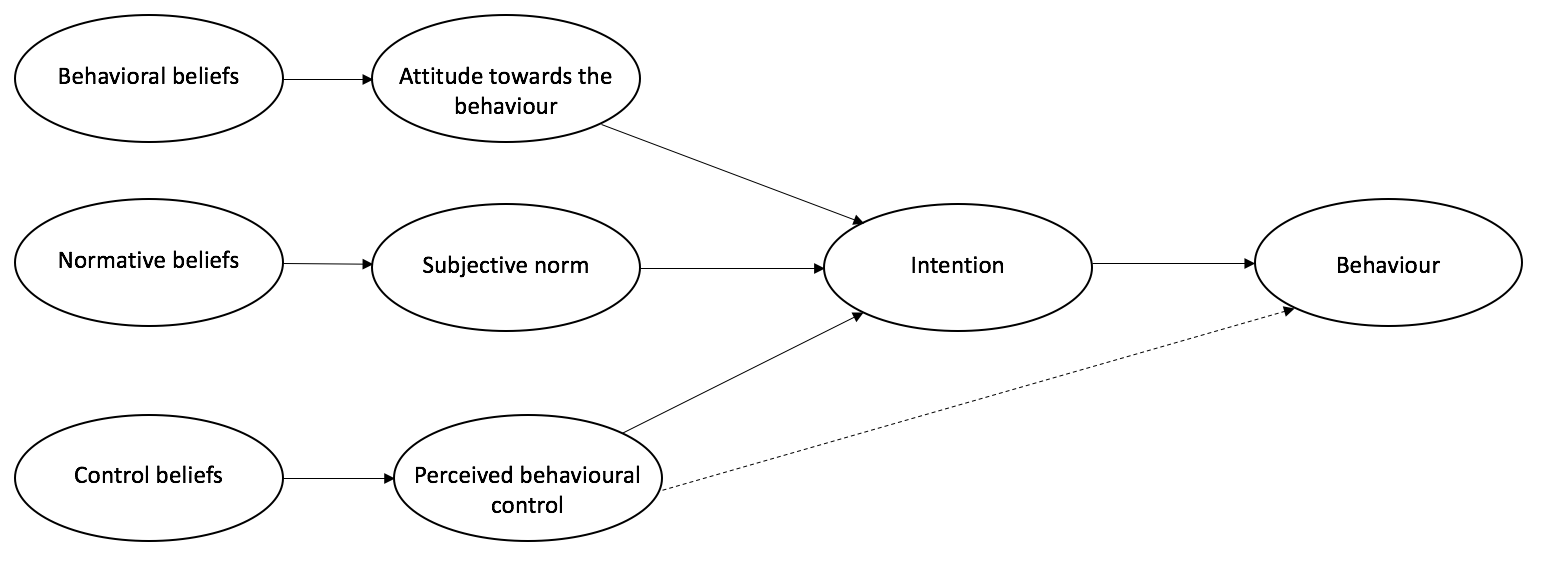 Behavioral beliefs
Attitude towards the
behaviour
Normative beliefs
Subjective norm
Intention
Behaviour
Control beliefs
Perceived behavioural
control